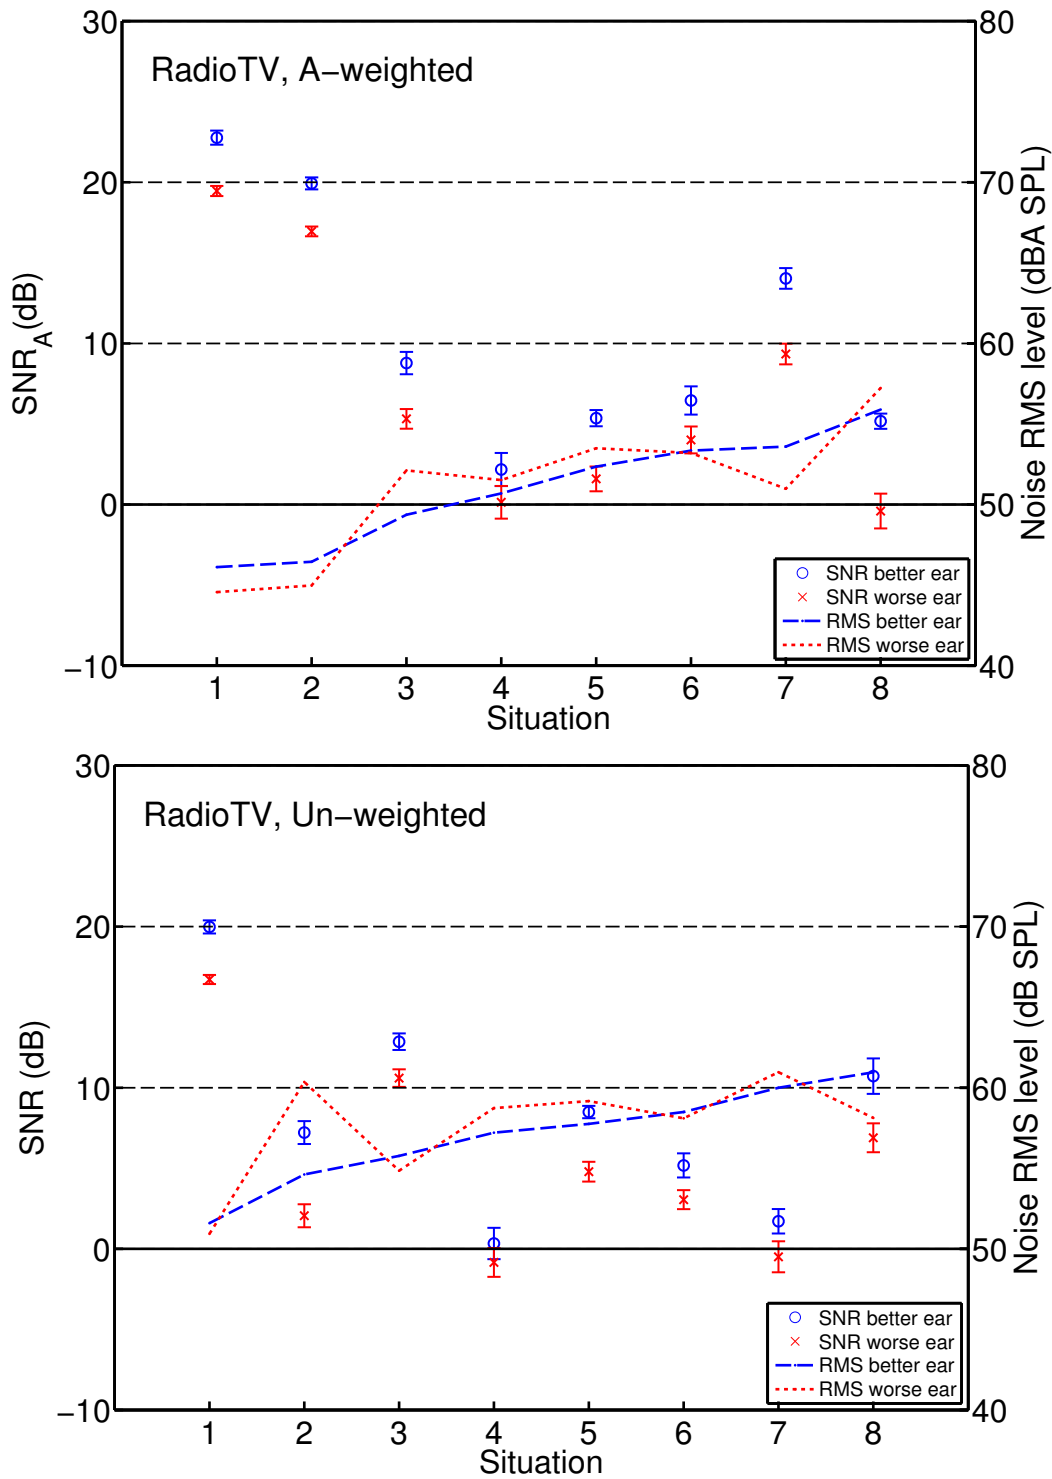 RadioTV, A−weighted
30
20
10
0
−10
SNR_A (dB)
80
70
60
50
40
Noise RMS level (dBA SPL)
SNR better ear
SNR worse ear
RMS better ear
RMS worse ear
1 2 3 4 5 6 7 8
Situation
RadioTV, Un−weighted
30
20
10
0
−10
SNR (dB)
80
70
60
50
40
Noise RMS level (dB SPL)
SNR better ear
SNR worse ear
RMS better ear
RMS worse ear
1 2 3 4 5 6 7 8
Situation